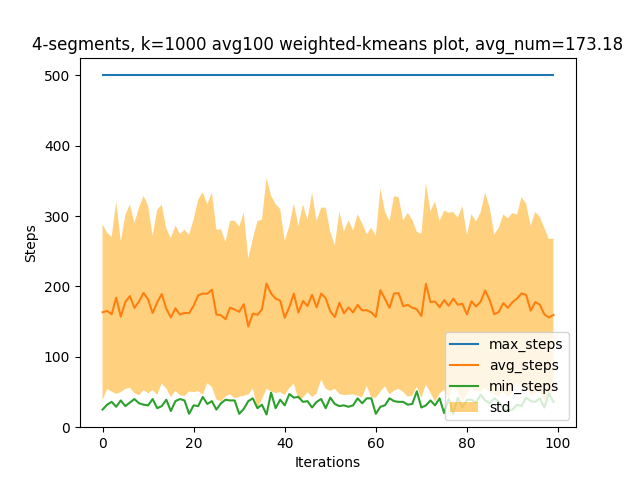 4-segments, k=1000 avg100 weighted-kmeans plot, avg_num=173.18
500
400
300
200
100
0
Steps
0 20 40 60 80 100
Iterations
max_steps
avg_steps
min_steps
std